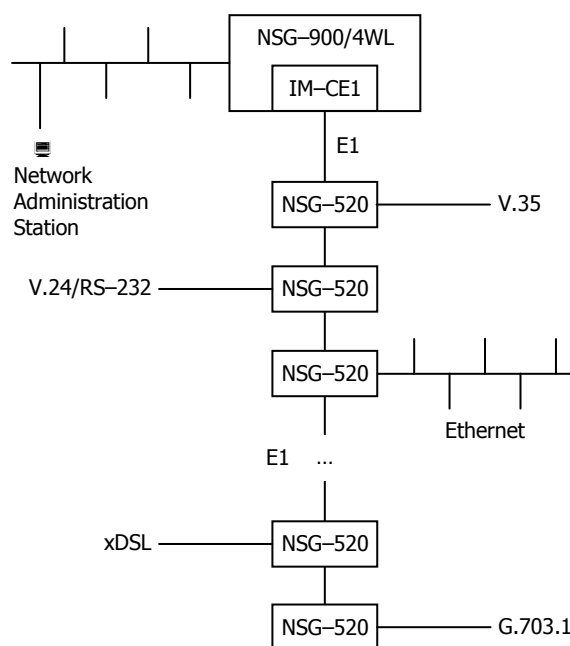 NSG–900/4WL
IM–CE1
E1
Network
Administration
Station
NSG–520
V.35
V.24/RS–232
NSG–520
NSG–520
Ethernet
E1 ...
xDSL
NSG–520
NSG–520
G.703.1